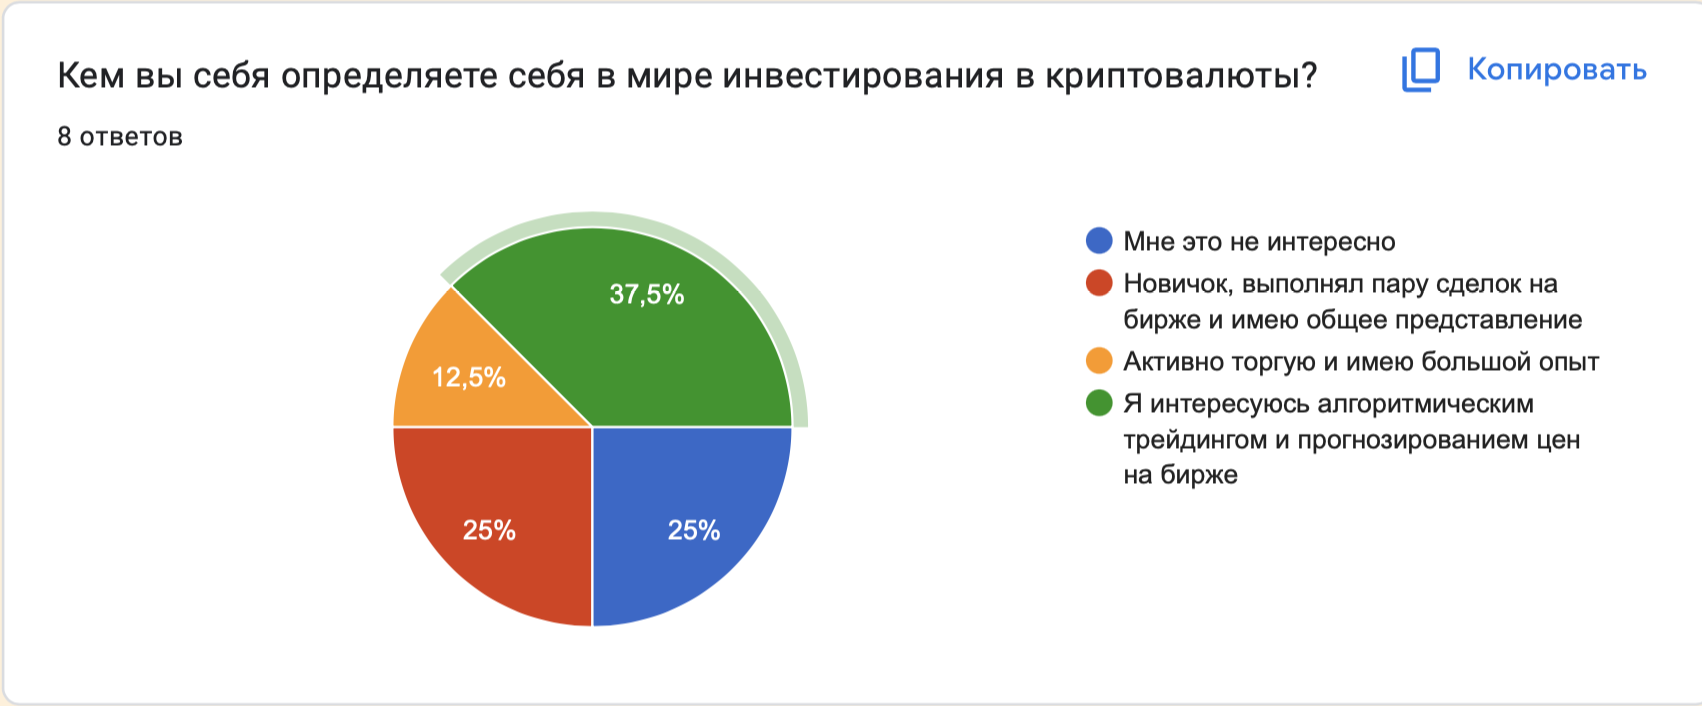 Кем вы себя определяете себя в мире инвестирования в криптовалюты?
Копировать
8 ответов
37,5%
12,5%
25%
25%
Мне это не интересно
Новичок, выполнял пару сделок на
бирже и имею общее представление
Активно торгую и имею большой опыт
Я интересуюсь алгоритмическим
трейдингом и прогнозированием цен
на бирже